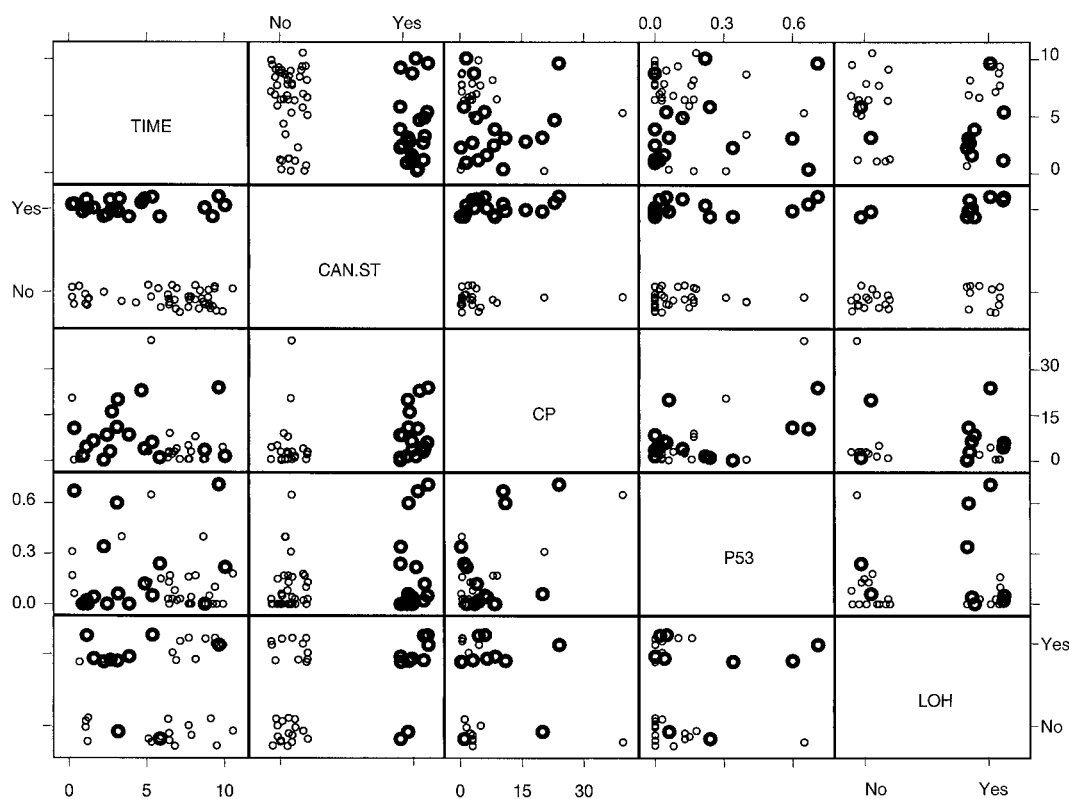 No Yes 0.0 0.3 0.6
10
TIME
5
0
Yes
CAN.ST
No
30
CP
15
0
0.6
P53
0.3
0.0
Yes
LOH
No
0 5 10 0 15 30 No Yes